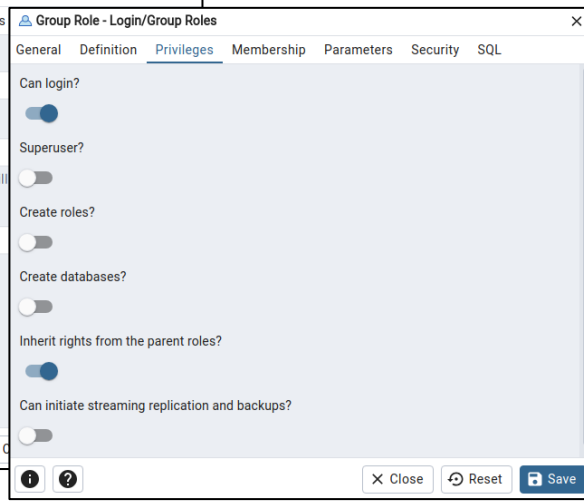 Group Role - Login/Group Roles
General Definition Privileges Membership Parameters Security SQL
Can login?
Superuser?
Create roles?
Create databases?
Inherit rights from the parent roles?
Can initiate streaming replication and backups?
Close Reset Save